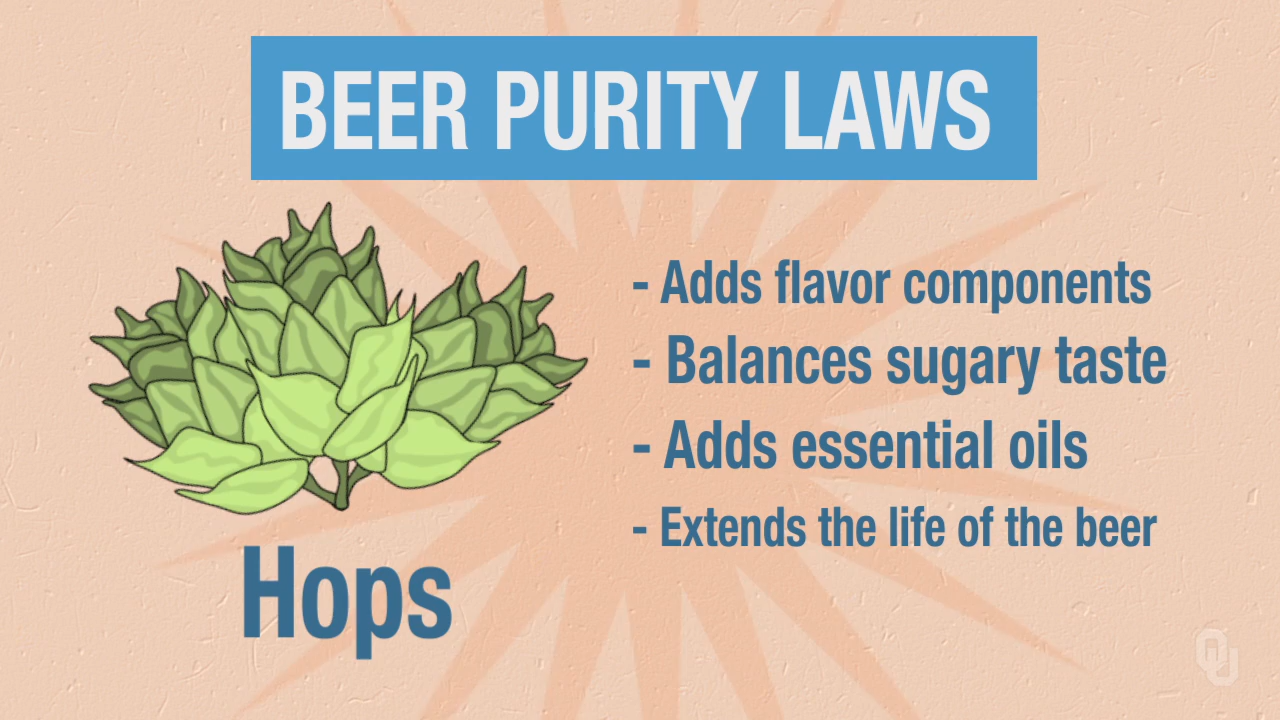 BEER PURITY LAWS
- Adds flavor components
- Balances sugary taste
- Adds essential oils
- Extends the life of the beer
Hops
OU